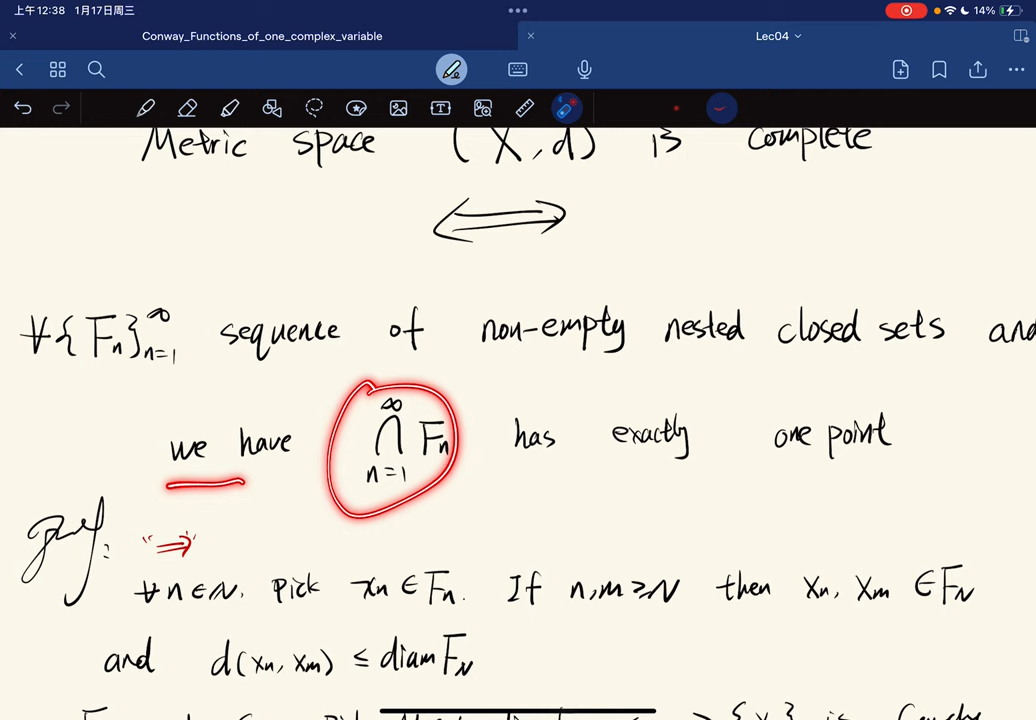 上午12:38 1月17日周三
14%
Conway_Functions_of_one_complex_variable
Lec04
Metric space (X,d) is complete
⟺
∀{Fn}_{n=1}^∞ sequence of non-empty nested closed sets and
we have ⋂_{n=1}^∞ Fn has exactly one point
Proof: "⇒"
∀n∈N. Pick xn ∈ Fn. If n,m ≥ N then xn, xm ∈ FN
and d(xn, xm) ≤ diam FN